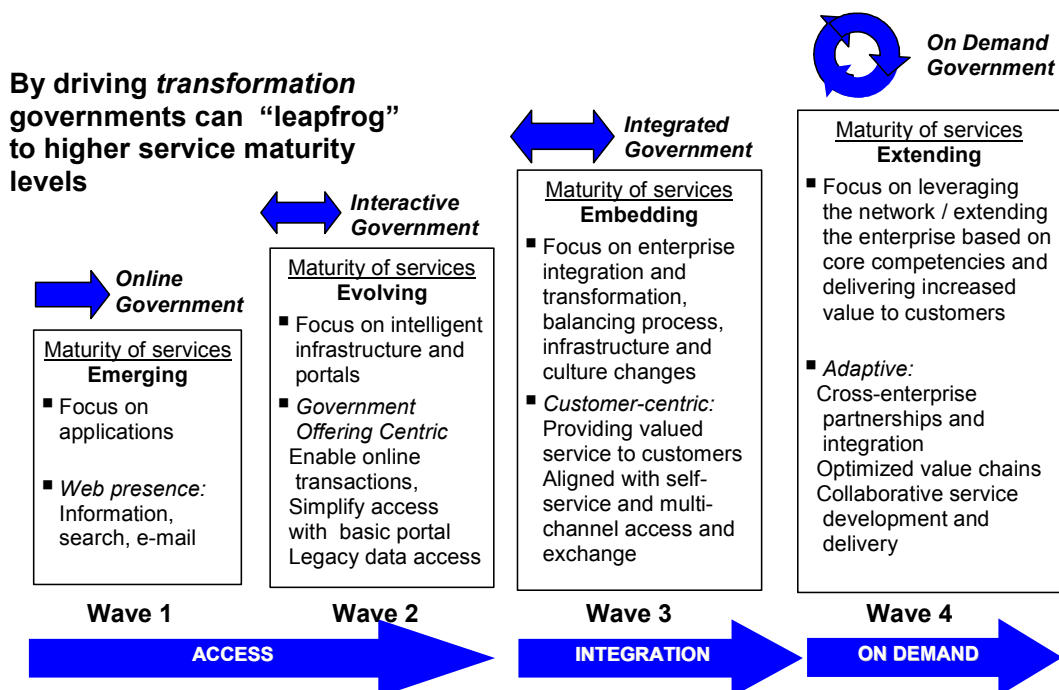 By driving transformation
governments can “leapfrog”
to higher service maturity
levels
Online
Government
Maturity of services
Emerging
▪ Focus on
applications
▪ Web presence:
Information,
search, e-mail
Interactive
Government
Maturity of services
Evolving
▪ Focus on intelligent
infrastructure and
portals
▪ Government
Offering Centric
Enable online
transactions,
Simplify access
with basic portal
Legacy data access
Integrated
Government
Maturity of services
Embedding
▪ Focus on enterprise
integration and
transformation,
balancing process,
infrastructure and
culture changes
▪ Customer-centric:
Providing valued
service to customers
Aligned with self-
service and multi-
channel access and
exchange
On Demand
Government
Maturity of services
Extending
▪ Focus on leveraging
the network / extending
the enterprise based on
core competencies and
delivering increased
value to customers
▪ Adaptive:
Cross-enterprise
partnerships and
integration
Optimized value chains
Collaborative service
development and
delivery
Wave 1
Wave 2
Wave 3
Wave 4
ACCESS
INTEGRATION
ON DEMAND